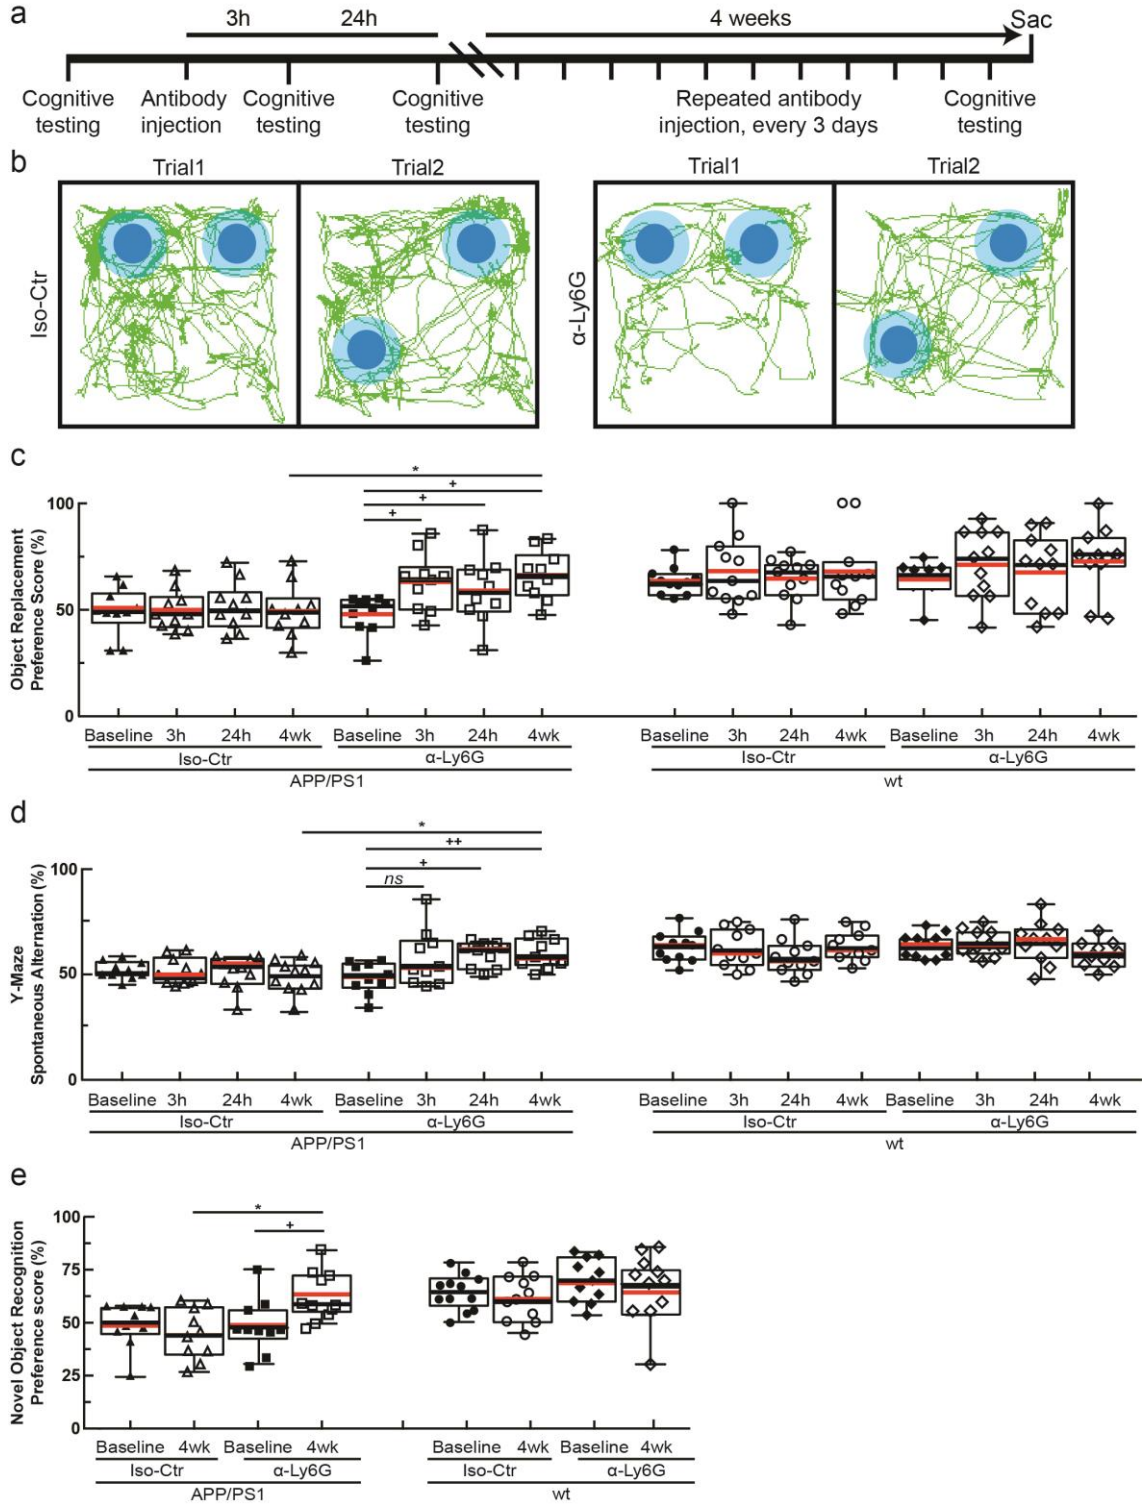 a
3h 24h 4 weeks Sac
Cognitive testing Antibody injection Cognitive testing Cognitive testing Repeated antibody injection, every 3 days Cognitive testing
b
Trial1 Trial2 Trial1 Trial2
Iso-Ctr
α-Ly6G
c
* 
+
+
+
Object Replacement
Preference Score (%)
100
50
0
Baseline 3h 24h 4wk Baseline 3h 24h 4wk Baseline 3h 24h 4wk Baseline 3h 24h 4wk
Iso-Ctr α-Ly6G Iso-Ctr α-Ly6G
APP/PS1 wt
d
*
++
+
ns
Y-Maze
Spontaneous Alternation (%)
100
50
0
Baseline 3h 24h 4wk Baseline 3h 24h 4wk Baseline 3h 24h 4wk Baseline 3h 24h 4wk
Iso-Ctr α-Ly6G Iso-Ctr α-Ly6G
APP/PS1 wt
e
*
+
Novel Object Recognition
Preference score (%)
100
75
50
25
0
Baseline 4wk Baseline 4wk Baseline 4wk Baseline 4wk
Iso-Ctr α-Ly6G Iso-Ctr α-Ly6G
APP/PS1 wt